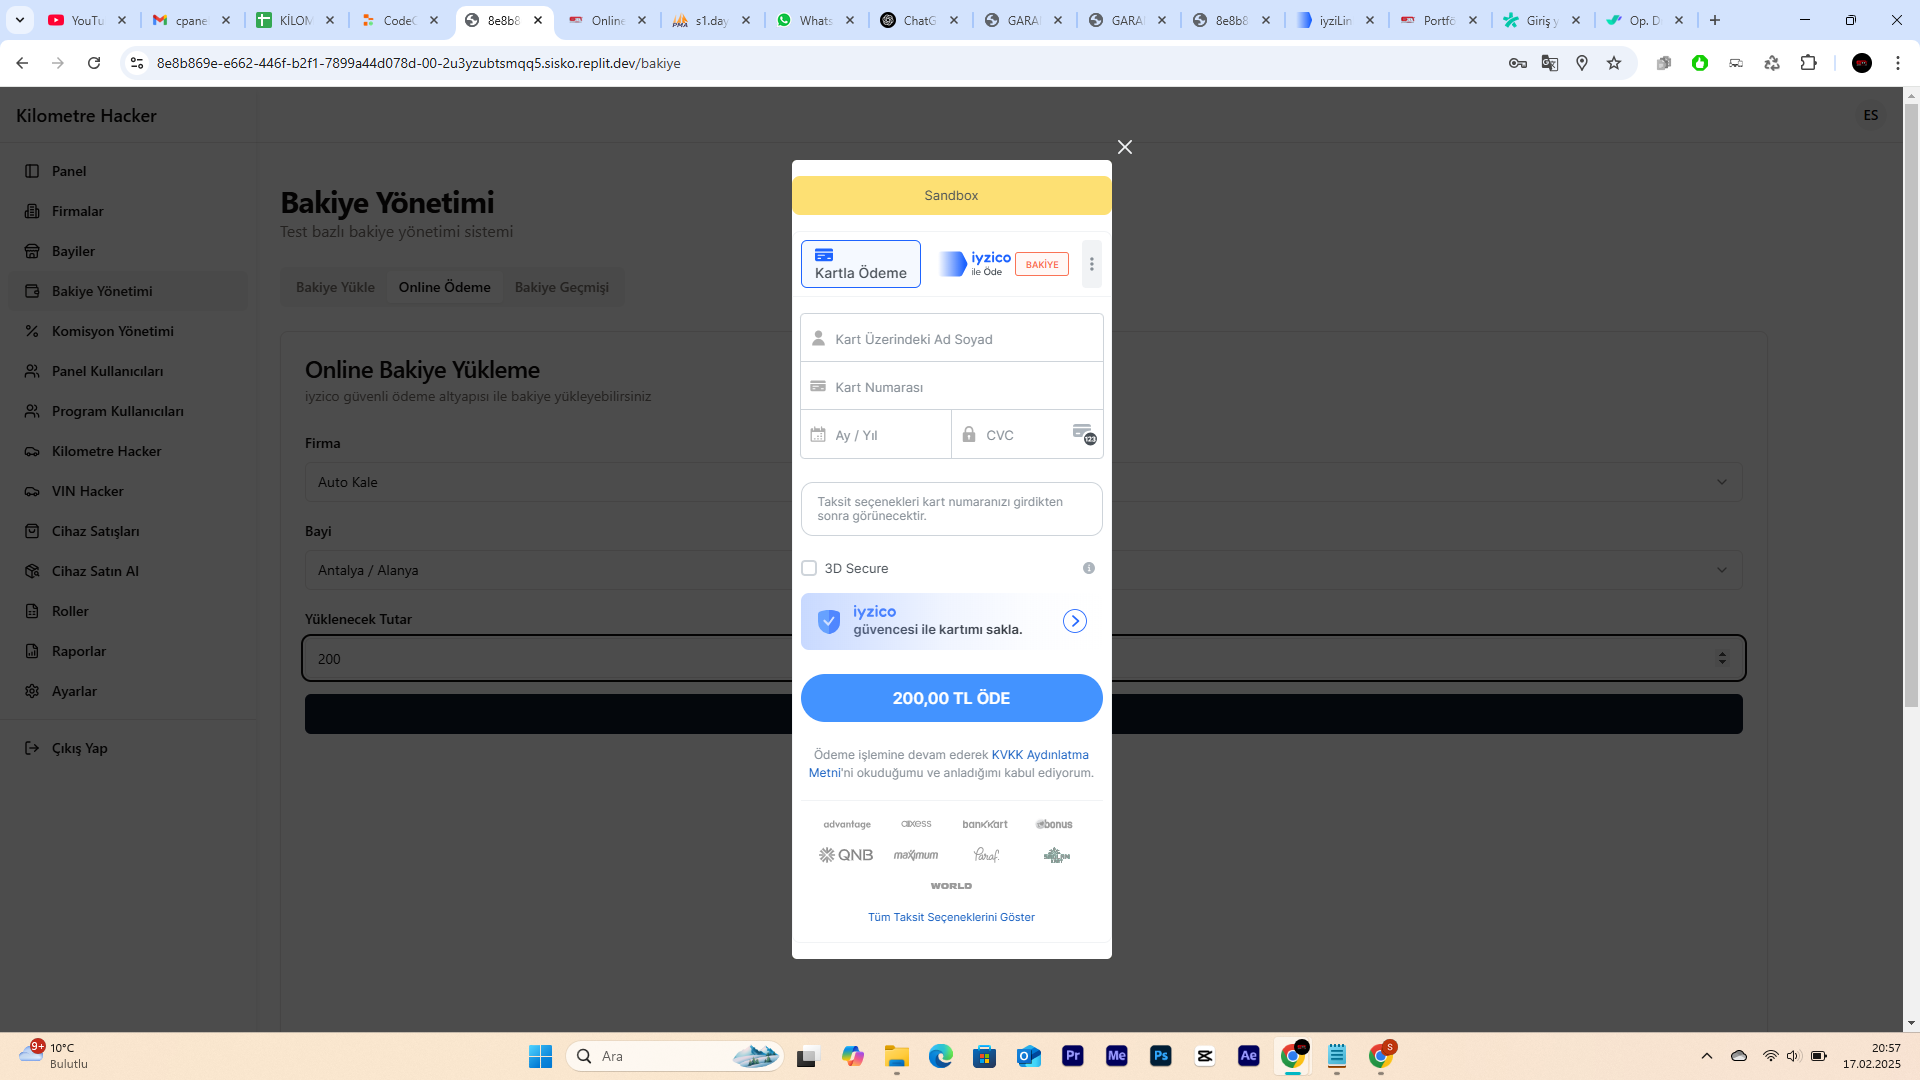 YouTu
cpane
KİLOM
CodeC
8e8b8
Online
s1.day
Whats
ChatG
GARA
GARA
8e8b8
iyziLin
Portfo
Giriş y
Op. D
8e8b869e-e662-446f-b2f1-7899a44d078d-00-2u3yzubtsmqq5.sisko.replit.dev/bakiye
Kilometre Hacker
ES
Panel
Firmalar
Bayiler
Bakiye Yönetimi
Komisyon Yönetimi
Panel Kullanıcıları
Program Kullanıcıları
Kilometre Hacker
VIN Hacker
Cihaz Satışları
Cihaz Satın Al
Roller
Raporlar
Ayarlar
Çıkış Yap
Bakiye Yönetimi
Test bazlı bakiye yönetimi sistemi
Bakiye Yükle Online Ödeme Bakiye Geçmişi
Online Bakiye Yükleme
iyzico güvenli ödeme altyapısı ile bakiye yükleyebilirsiniz
Firma
Auto Kale
Bayi
Antalya / Alanya
Yüklenecek Tutar
200
Sandbox
Kartla Ödeme
iyzico
ile Öde
BAKİYE
Kart Üzerindeki Ad Soyad
Kart Numarası
Ay / Yıl
CVC
123
Taksit seçenekleri kart numaranızı girdikten
sonra görünecektir.
3D Secure
iyzico
güvencesi ile kartımı sakla.
200,00 TL ÖDE
Ödeme işlemine devam ederek KVKK Aydınlatma
Metni'ni okuduğumu ve anladığımı kabul ediyorum.
advantage axess bankkart bonus
QNB maximum Paraf SAĞLAM KART
WORLD
Tüm Taksit Seçeneklerini Göster
9+
10°C
Bulutlu
Ara
Pr
Me
Ps
Ae
S
20:57
17.02.2025